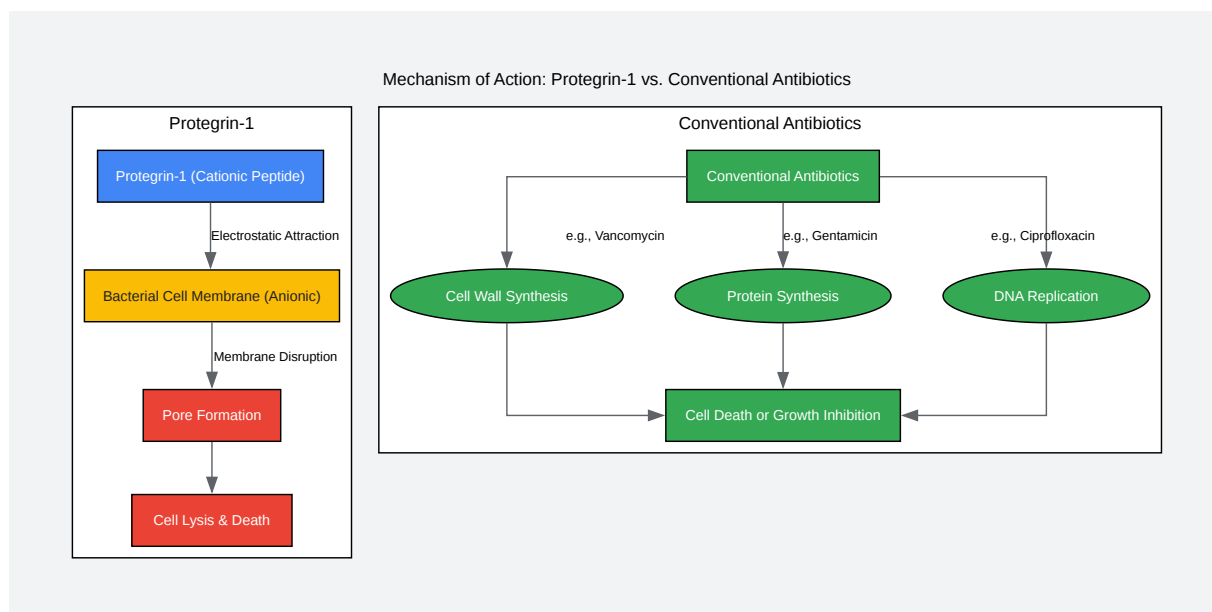 Mechanism of Action: Protegrin-1 vs. Conventional Antibiotics
Protegrin-1
Protegrin-1 (Cationic Peptide)
Electrostatic Attraction
Bacterial Cell Membrane (Anionic)
Membrane Disruption
Pore Formation
Cell Lysis & Death
Conventional Antibiotics
Conventional Antibiotics
e.g., Vancomycin
e.g., Gentamicin
e.g., Ciprofloxacin
Cell Wall Synthesis
Protein Synthesis
DNA Replication
Cell Death or Growth Inhibition